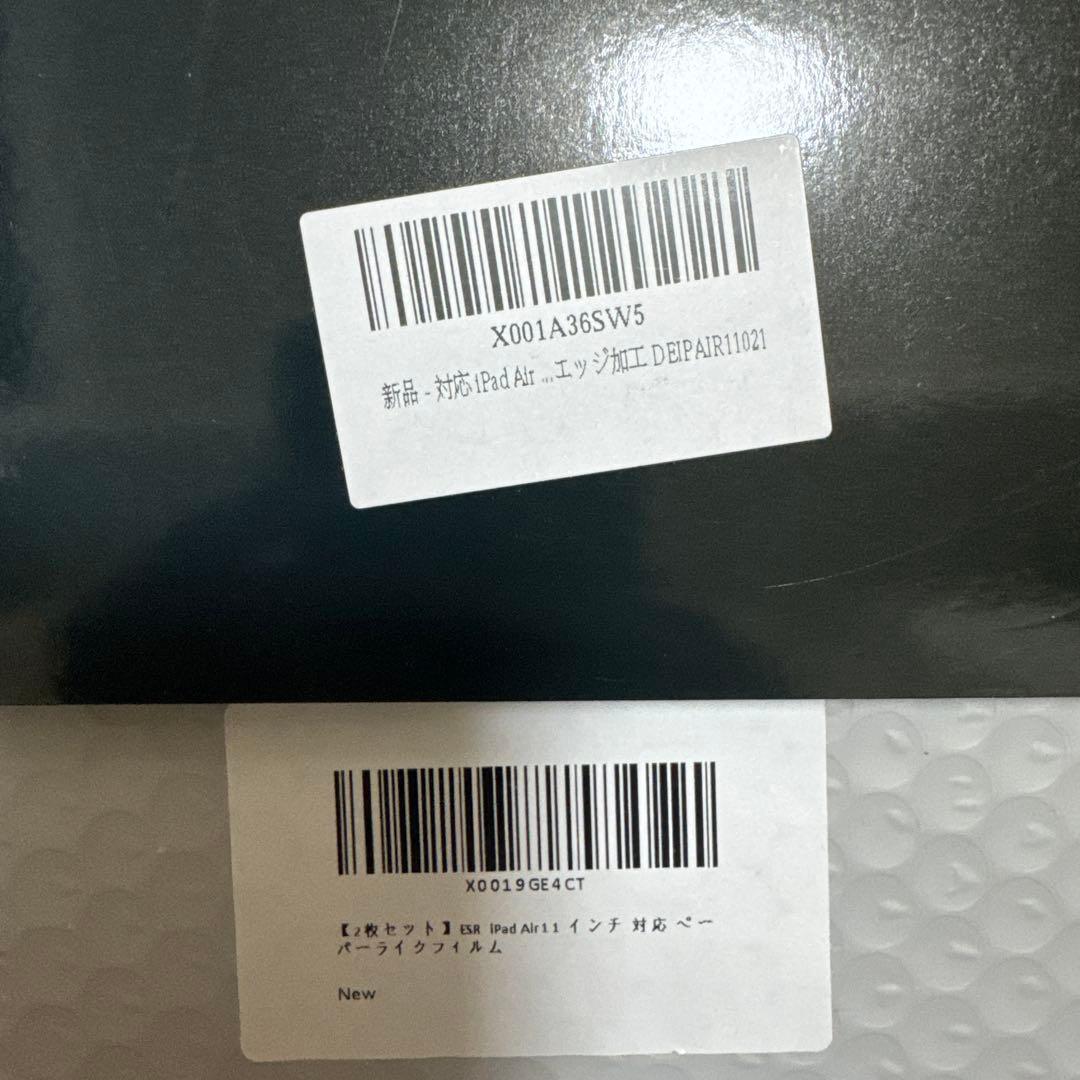 X001A36SW5
新品 - 対応 iPad Air ...エッジ加工 DEIPAIR11021
X0019GE4CT
【2枚セット】ESR iPad Air11 インチ 対応 ペー
パーライクフィルム
New